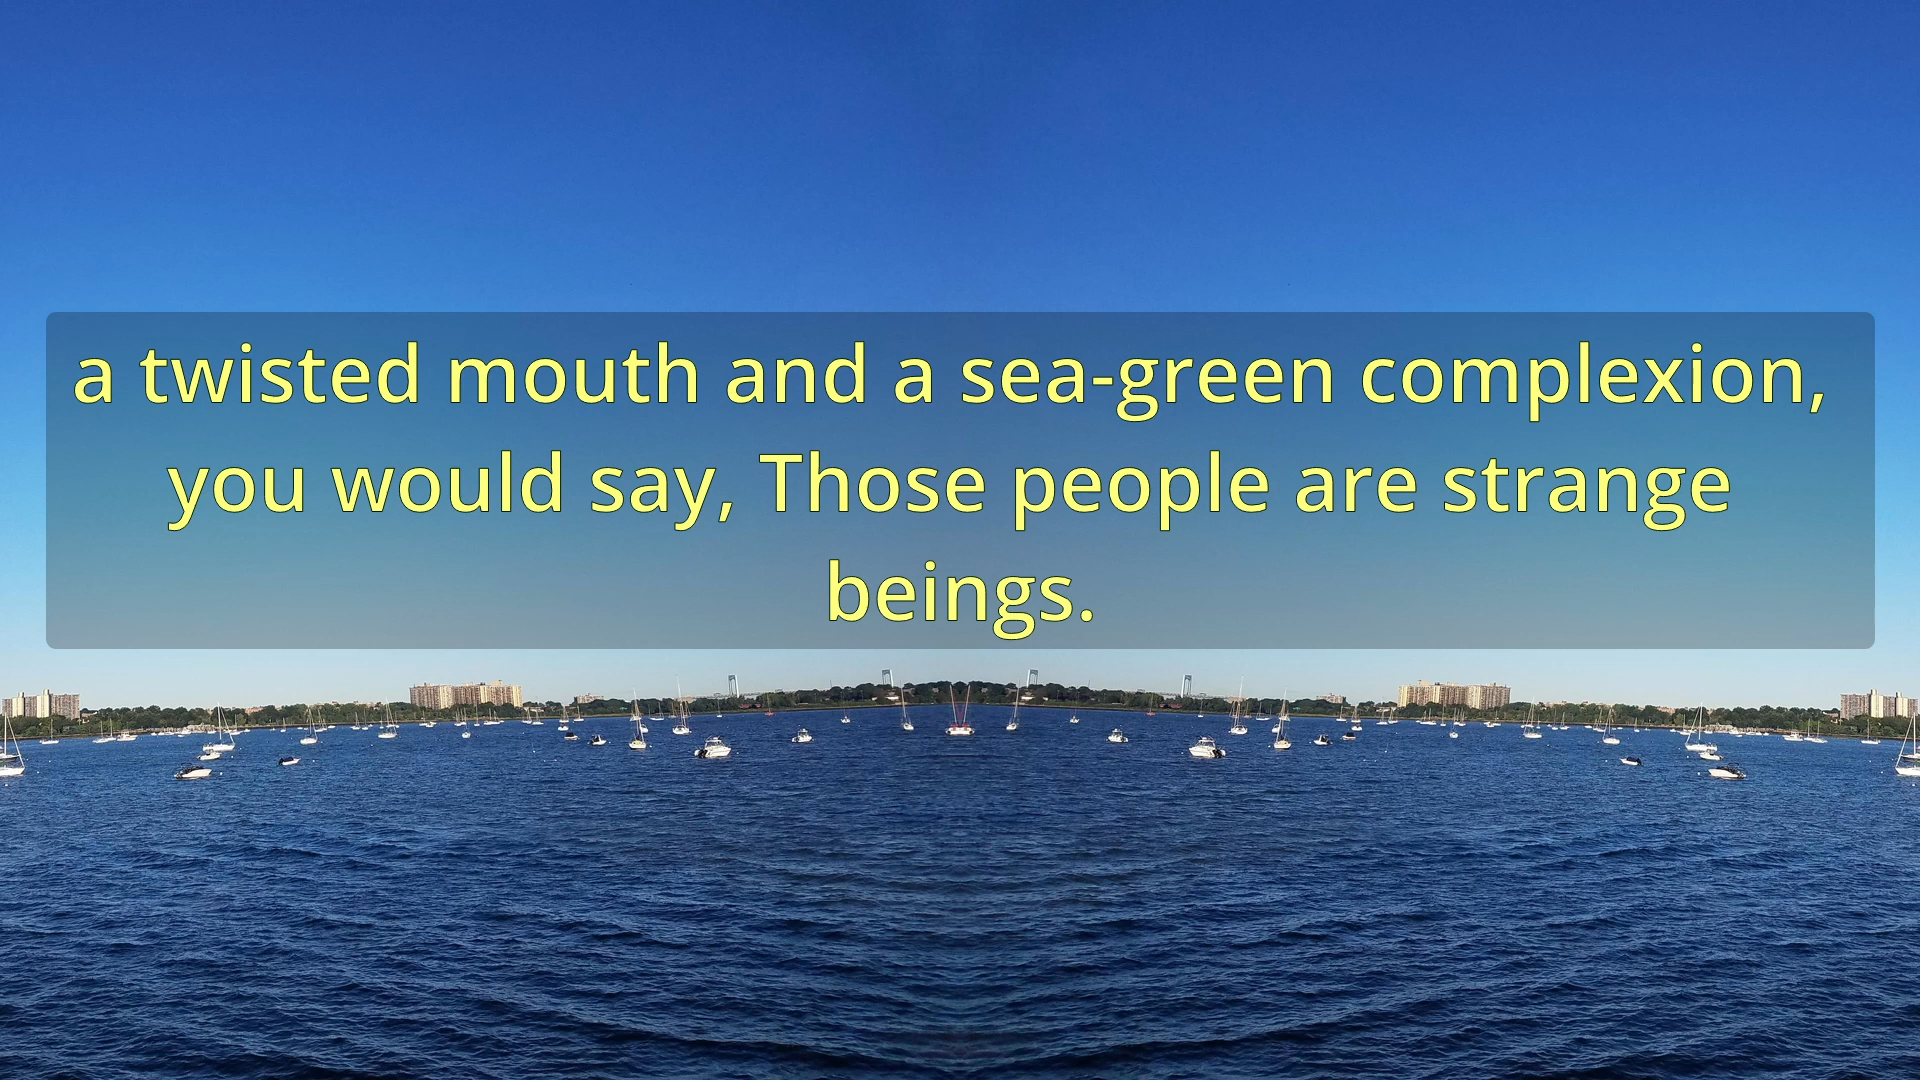 a twisted mouth and a sea-green complexion,
you would say, Those people are strange
beings.